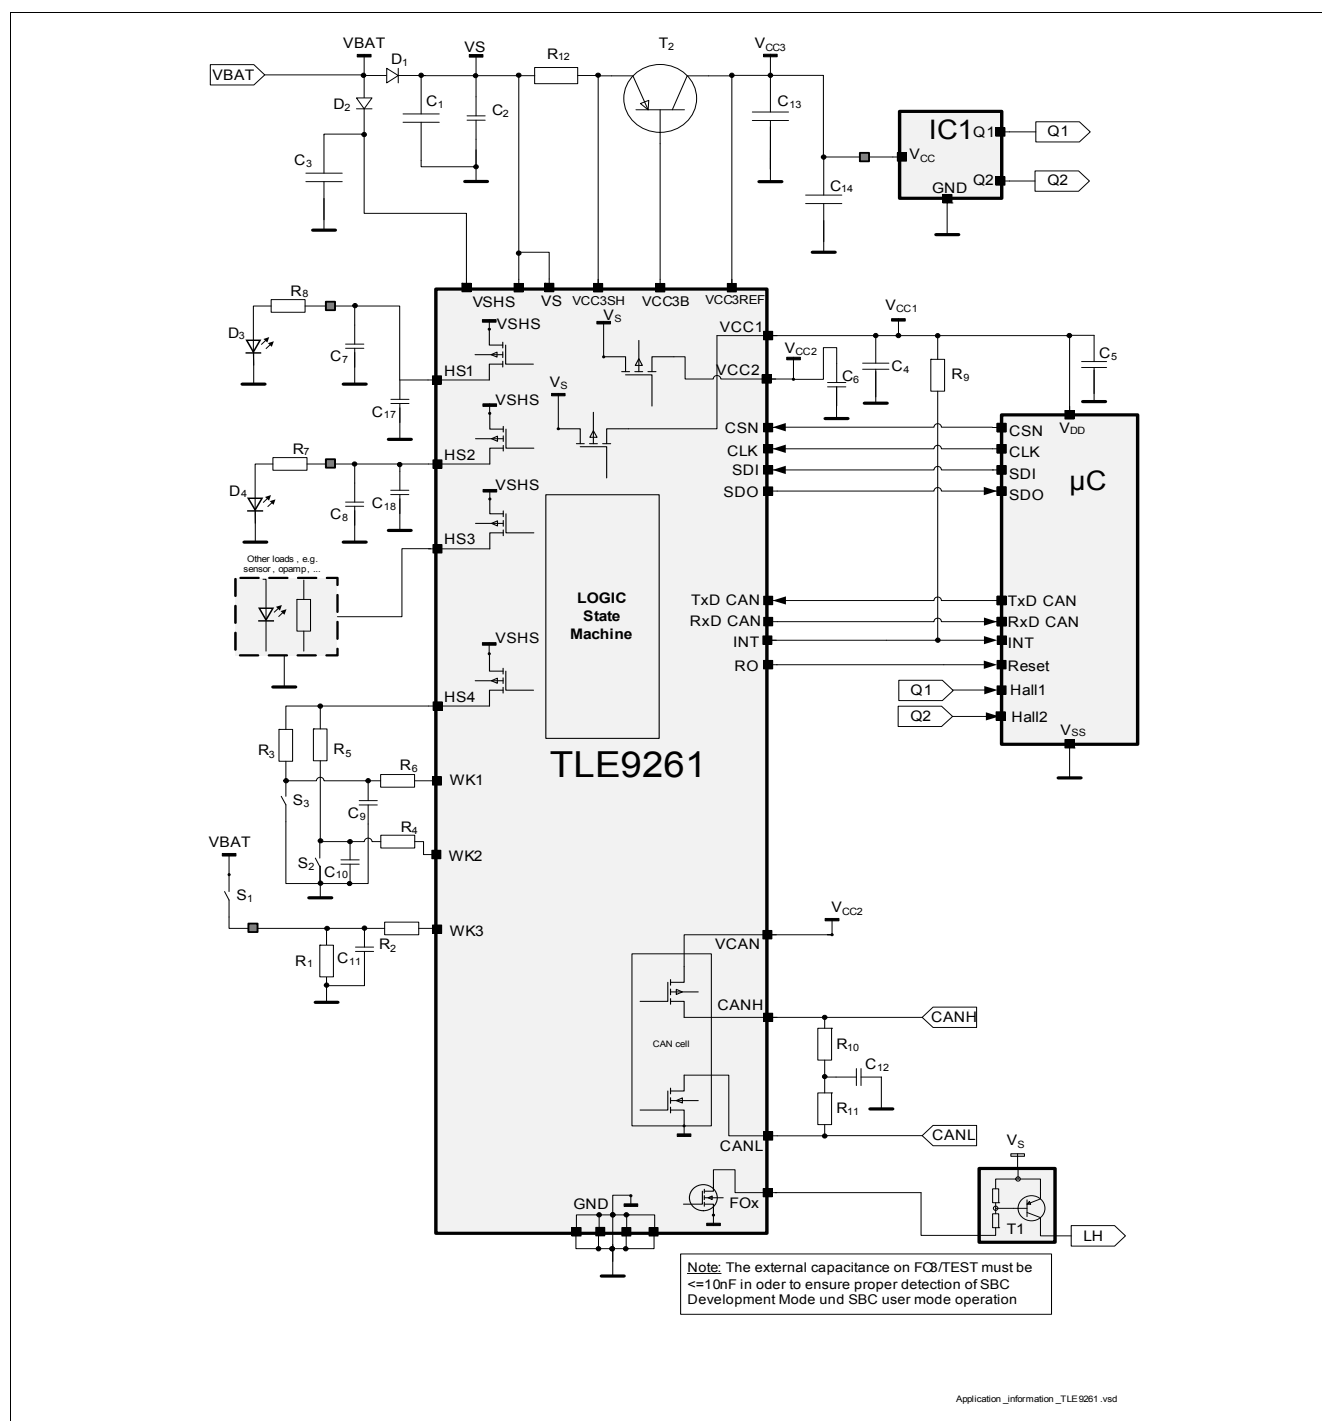 VBAT
VBAT
D1
VS
R12
T2
VCC3
D2
C1
C2
C13
C3
C14
IC1
VCC
GND
Q1
Q2
Q1
Q2
VSHS
VS
VCC3SH
VCC3B
VCC3REF
R8
D3
C7
C17
HS1
VSHS
VS
VCC1
VCC2
VCC2
C6
VCC1
C4
R9
C5
VS
VSHS
R7
D4
C8
C18
HS2
VSHS
HS3
CSN
CLK
SDI
SDO
VDD
CSN
CLK
SDI
SDO
µC
Other loads , e.g.
sensor , opamp, ...
LOGIC
State
Machine
TxD CAN
RxD CAN
INT
RO
TxD CAN
RxD CAN
INT
Reset
Hall1
Hall2
VSS
Q1
Q2
VSHS
HS4
R3
R5
TLE9261
R6
WK1
S3
C9
R4
VBAT
WK2
S2
C10
S1
WK3
R1
C11
R2
VCC2
VCAN
CANH
CANH
CAN cell
R10
C12
R11
CANL
CANL
VS
GND
FOx
T1
LH
Note: The external capacitance on FO3/TEST must be
<=10nF in oder to ensure proper detection of SBC
Development Mode und SBC user mode operation
Application_information_TLE9261.vsd